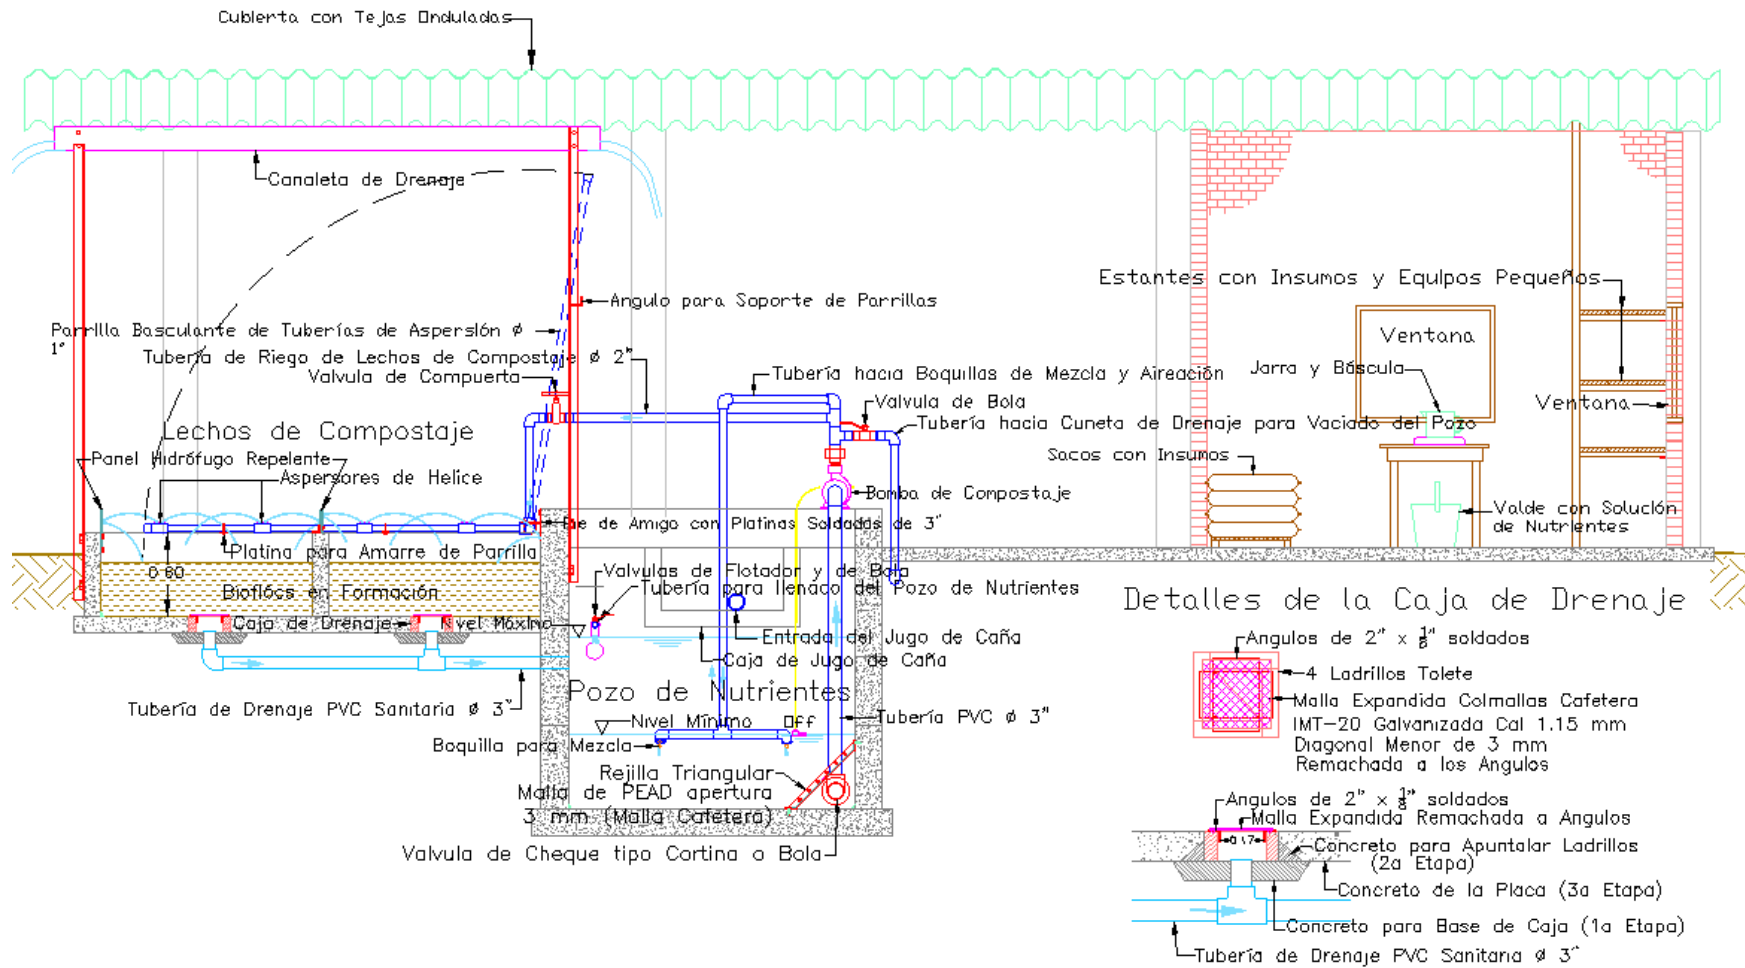 Cubierta con Tejas Onduladas
Canaleta de Drenaje
Estantes con Insumos y Equipos Pequeños
Angulo para Soporte de Parrillas
Parrilla Basculante de Tuberías de Aspersión ø
1"
Ventana
Tubería de Riego de Lechos de Compostaje ø 2"
Valvula de Compuerta
Tubería hacia Boquillas de Mezcla y Aireación
Jarra y Báscula
Valvula de Bola
Ventana
Tubería hacia Cuneta de Drenaje para Vaciado del Pozo
Lechos de Compostaje
Panel Hidrófugo Repelente
Sacos con Insumos
Aspersores de Helice
Bomba de Compostaje
Valde con Solución
de Nutrientes
Pie de Amigo con Platinas Soldadas de 3"
Platina para Amarre de Parrilla
0.60
Valvulas de Flotador y de Bola
Tubería para llenado del Pozo de Nutrientes
Bioflócs en Formación
Caja de Drenaje
Nivel Máximo
Entrada del Jugo de Caña
Caja de Jugo de Caña
Pozo de Nutrientes
Tubería de Drenaje PVC Sanitaria ø 3"
Nivel Mínimo
Off
Tubería PVC ø 3"
Boquilla para Mezcla
Rejilla Triangular
Malla de PEAD apertura
3 mm (Malla Cafetera)
Valvula de Cheque tipo Cortina o Bola
Detalles de la Caja de Drenaje
Angulos de 2" x 1/8" soldados
4 Ladrillos Tolete
Malla Expandida Colmallas Cafetera
IMT-20 Galvanizada Cal 1.15 mm
Diagonal Menor de 3 mm
Remachada a los Angulos
Angulos de 2" x 1/8" soldados
Malla Expandida Remachada a Angulos
0.17
Concreto para Apuntalar Ladrillos
(2a Etapa)
Concreto de la Placa (3a Etapa)
Concreto para Base de Caja (1a Etapa)
Tubería de Drenaje PVC Sanitaria ø 3"